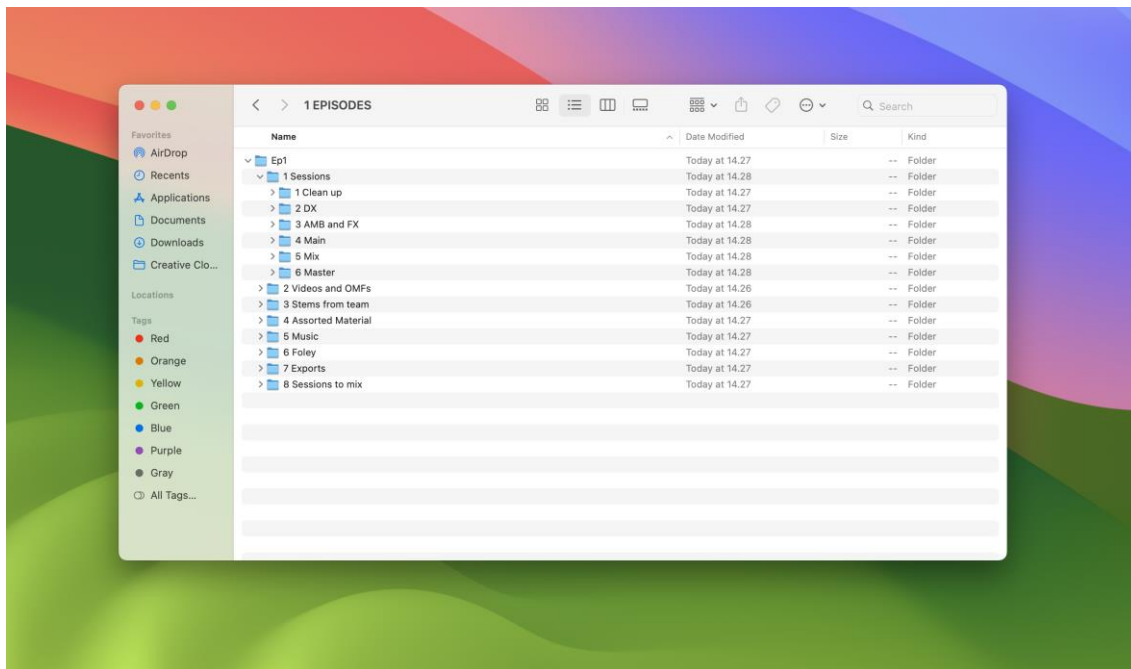 1 EPISODES
Search
Favorites
AirDrop
Recents
Applications
Documents
Downloads
Creative Clo...
Locations
Tags
Red
Orange
Yellow
Green
Blue
Purple
Gray
All Tags...
Name Date Modified Size Kind
Ep1 Today at 14.27 -- Folder
1 Sessions Today at 14.28 -- Folder
1 Clean up Today at 14.27 -- Folder
2 DX Today at 14.27 -- Folder
3 AMB and FX Today at 14.28 -- Folder
4 Main Today at 14.28 -- Folder
5 Mix Today at 14.28 -- Folder
6 Master Today at 14.28 -- Folder
2 Videos and OMFs Today at 14.26 -- Folder
3 Stems from team Today at 14.26 -- Folder
4 Assorted Material Today at 14.27 -- Folder
5 Music Today at 14.27 -- Folder
6 Foley Today at 14.27 -- Folder
7 Exports Today at 14.27 -- Folder
8 Sessions to mix Today at 14.27 -- Folder